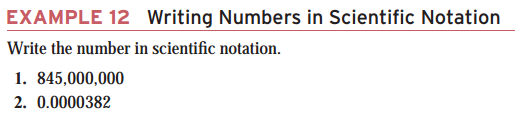 EXAMPLE 12 Writing Numbers in Scientific Notation
Write the number in scientific notation.
1. 845,000,000
2. 0.0000382